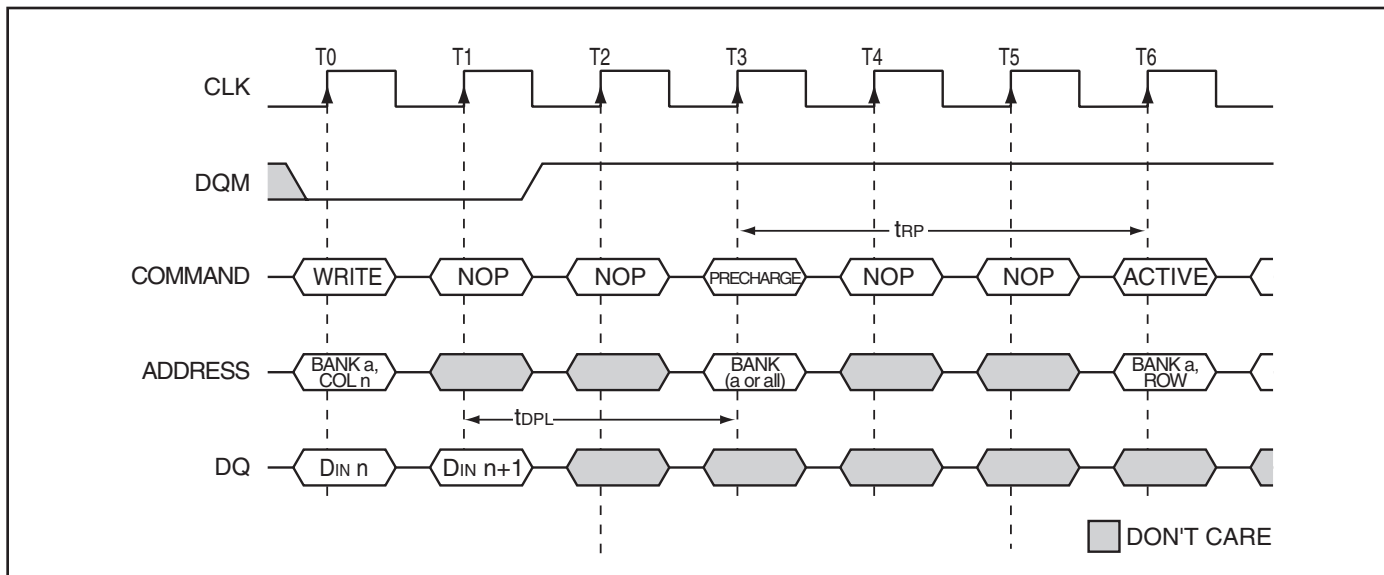 T0 T1 T2 T3 T4 T5 T6
CLK
DQM
tRP
COMMAND WRITE NOP NOP PRECHARGE NOP NOP ACTIVE
ADDRESS BANK a, COL n BANK (a or all) BANK a, ROW
tDPL
DQ DIN n DIN n+1
DON'T CARE